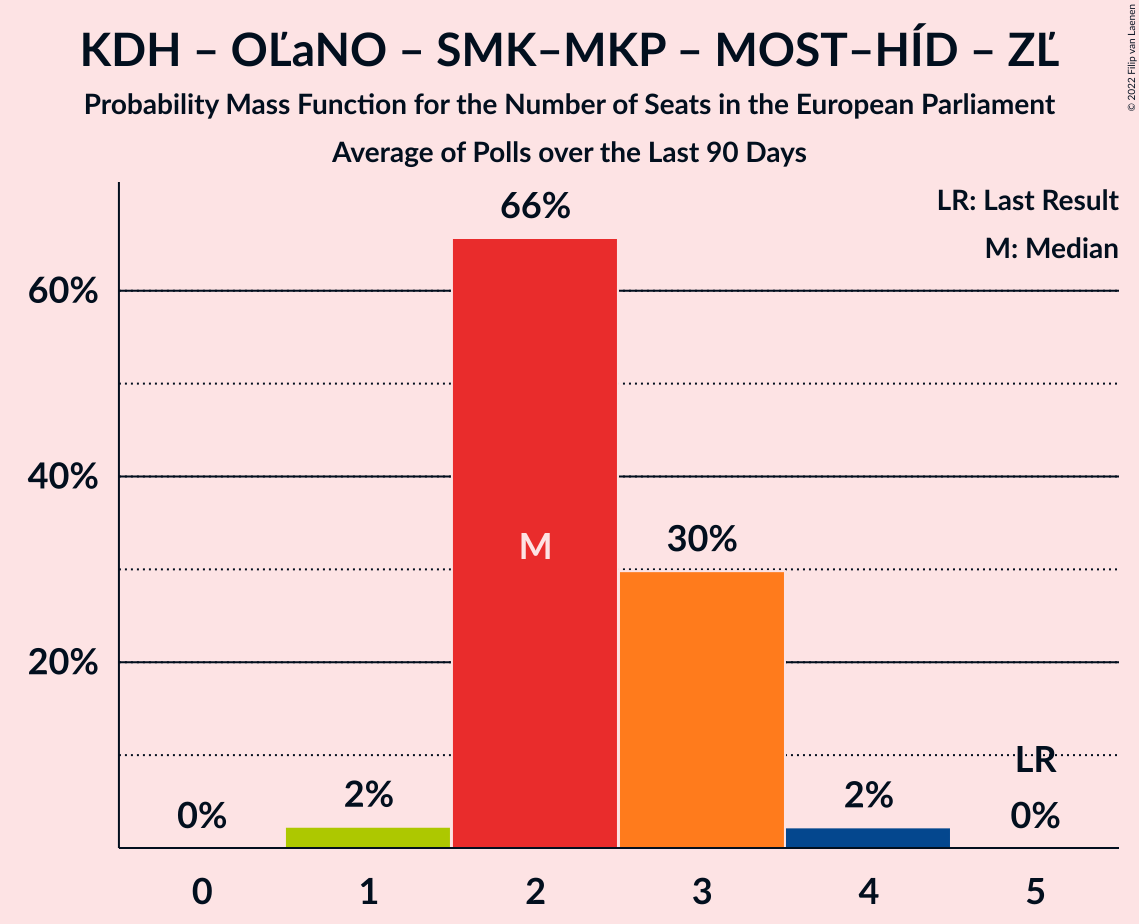 KDH – OĽaNO – SMK–MKP – MOST–HÍD – ZĽ
Probability Mass Function for the Number of Seats in the European Parliament
Average of Polls over the Last 90 Days
© 2022 Filip van Laenen
LR: Last Result
M: Median
66%
60%
40%
M
30%
20%
LR
0%
2%
2%
0%
0
1
2
3
4
5